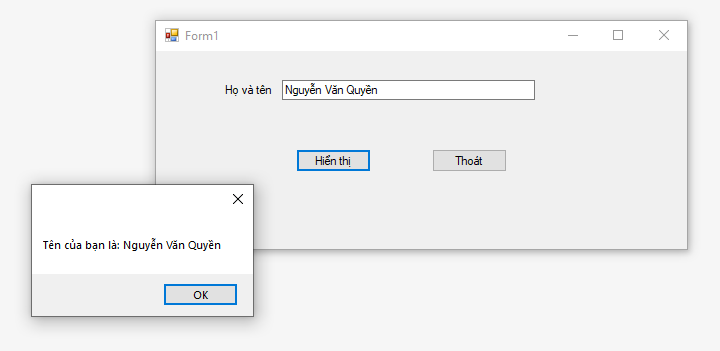 Form1
Họ và tên Nguyễn Văn Quyền
Hiển thị Thoát
Tên của bạn là: Nguyễn Văn Quyền
OK